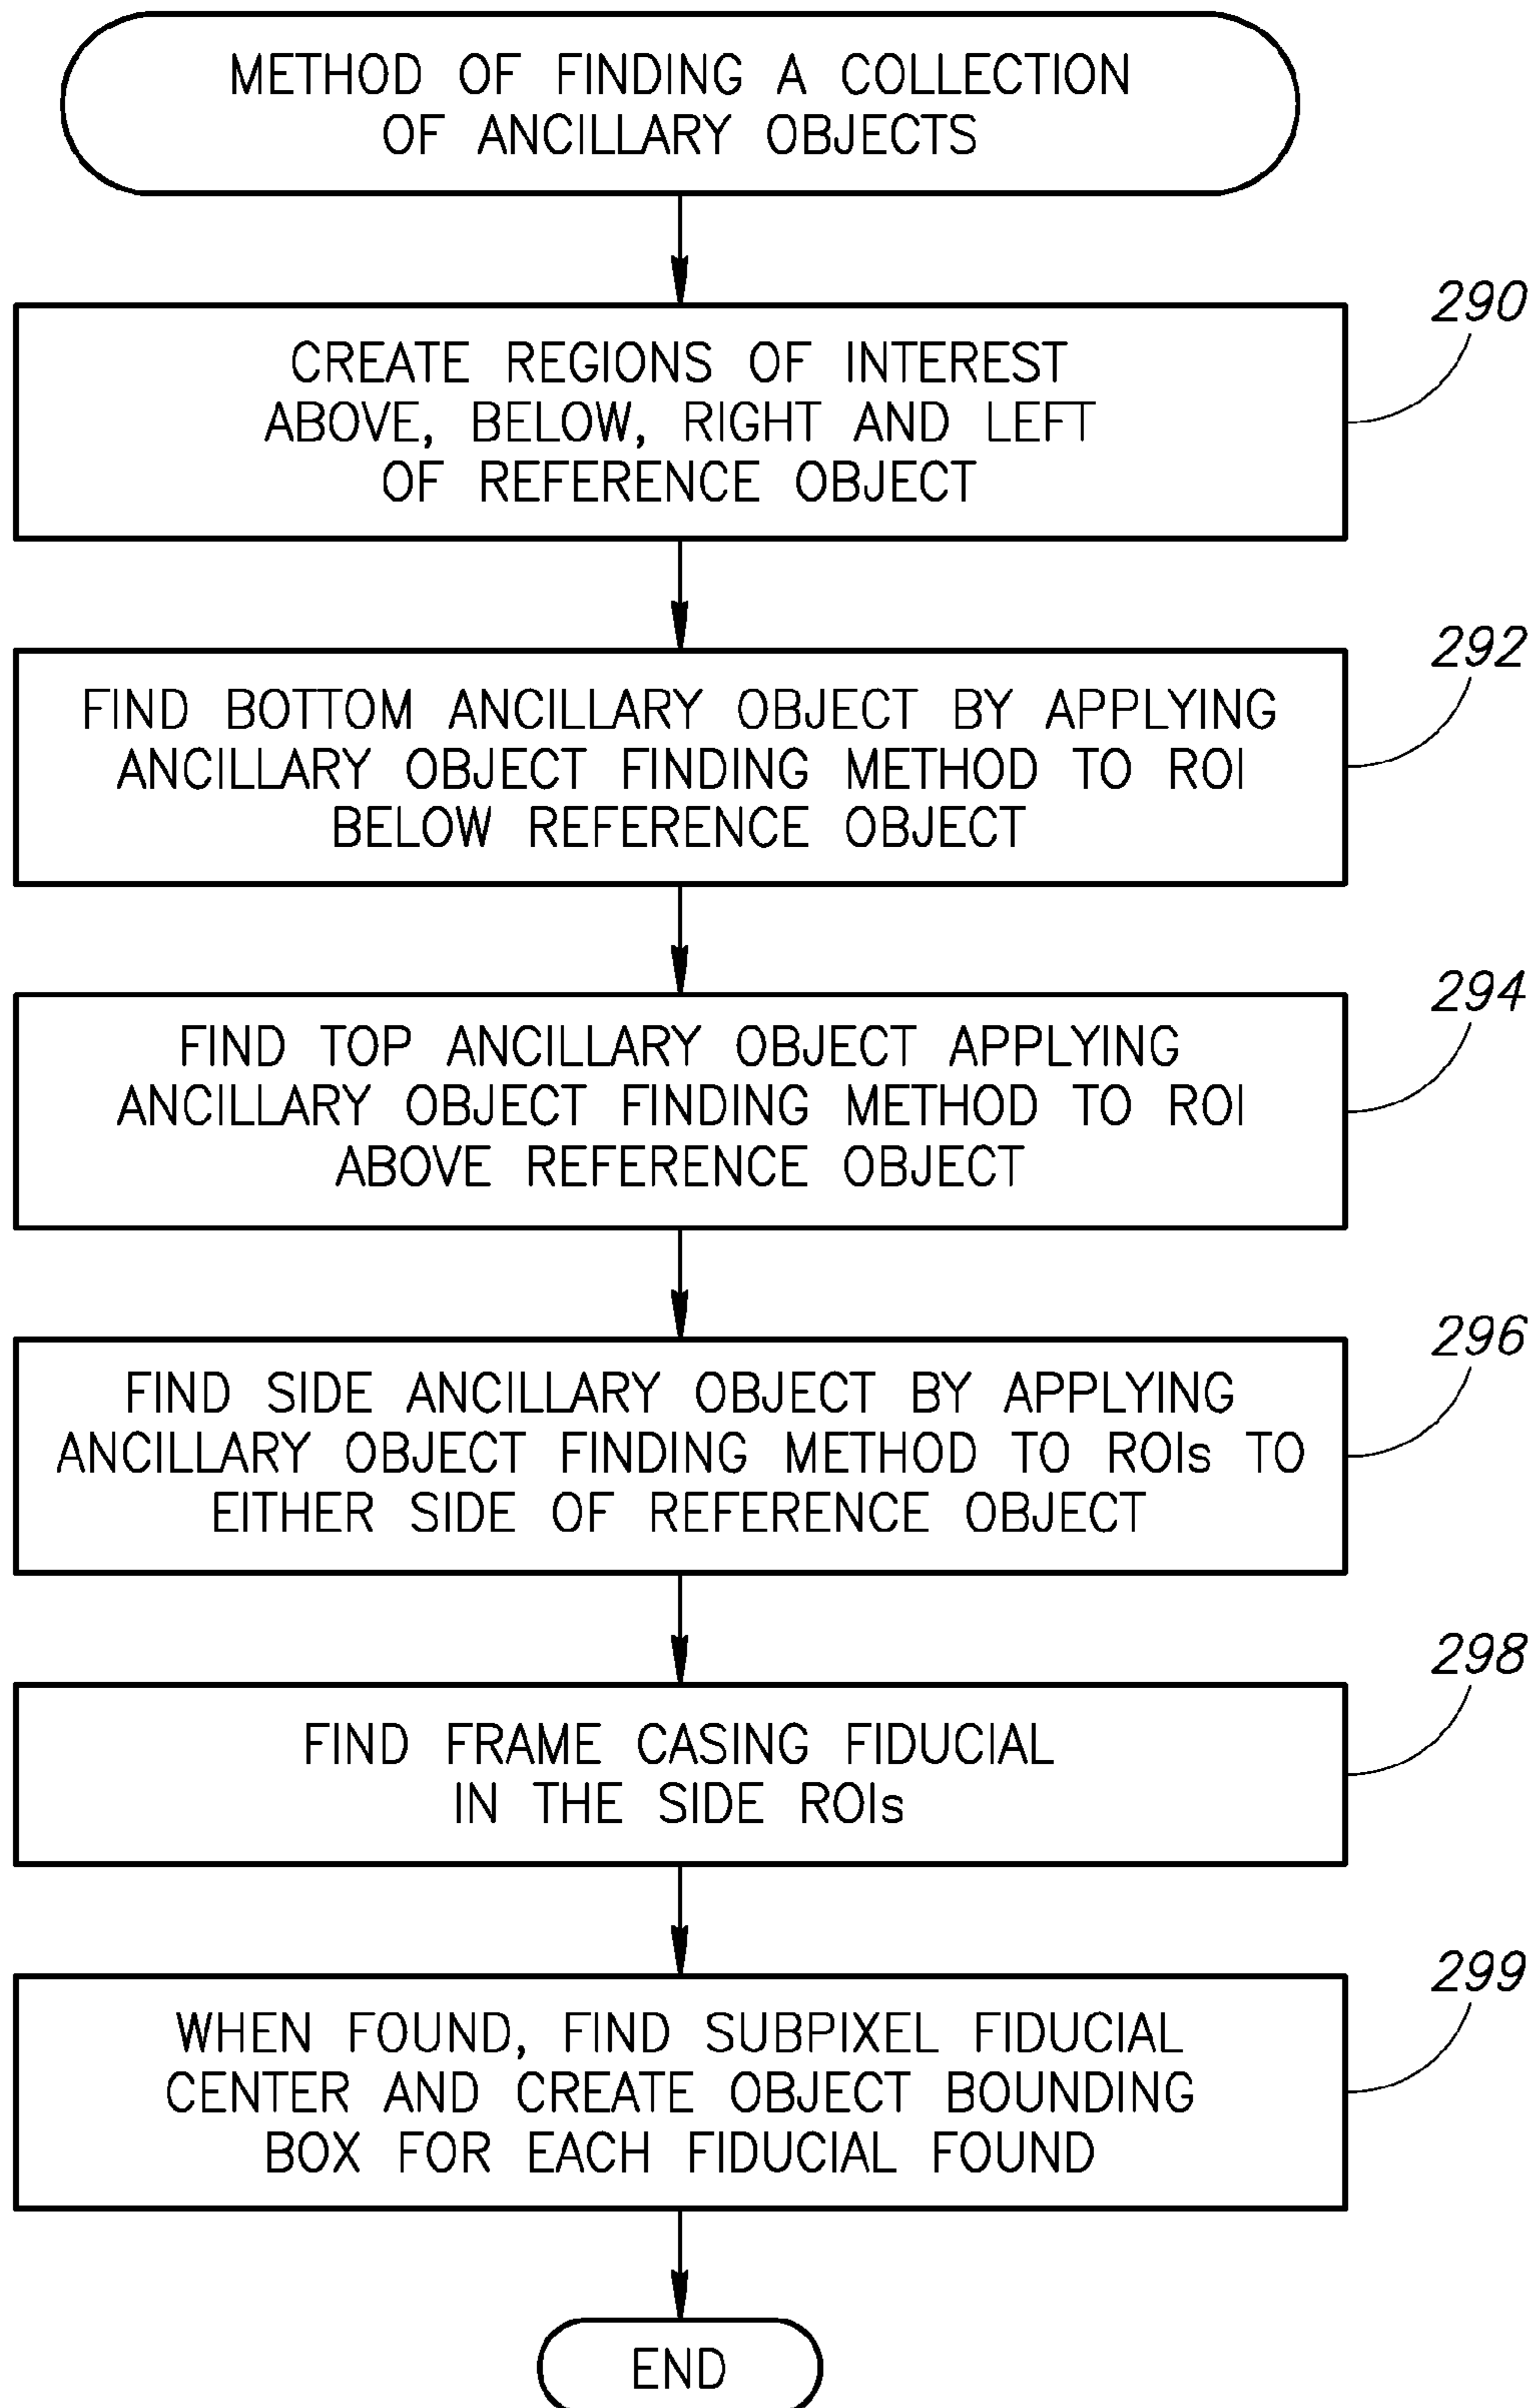 METHOD OF FINDING A COLLECTION
OF ANCILLARY OBJECTS
290
CREATE REGIONS OF INTEREST
ABOVE, BELOW, RIGHT AND LEFT
OF REFERENCE OBJECT
292
FIND BOTTOM ANCILLARY OBJECT BY APPLYING
ANCILLARY OBJECT FINDING METHOD TO ROI
BELOW REFERENCE OBJECT
294
FIND TOP ANCILLARY OBJECT APPLYING
ANCILLARY OBJECT FINDING METHOD TO ROI
ABOVE REFERENCE OBJECT
296
FIND SIDE ANCILLARY OBJECT BY APPLYING
ANCILLARY OBJECT FINDING METHOD TO ROIs TO
EITHER SIDE OF REFERENCE OBJECT
298
FIND FRAME CASING FIDUCIAL
IN THE SIDE ROIs
299
WHEN FOUND, FIND SUBPIXEL FIDUCIAL
CENTER AND CREATE OBJECT BOUNDING
BOX FOR EACH FIDUCIAL FOUND
END